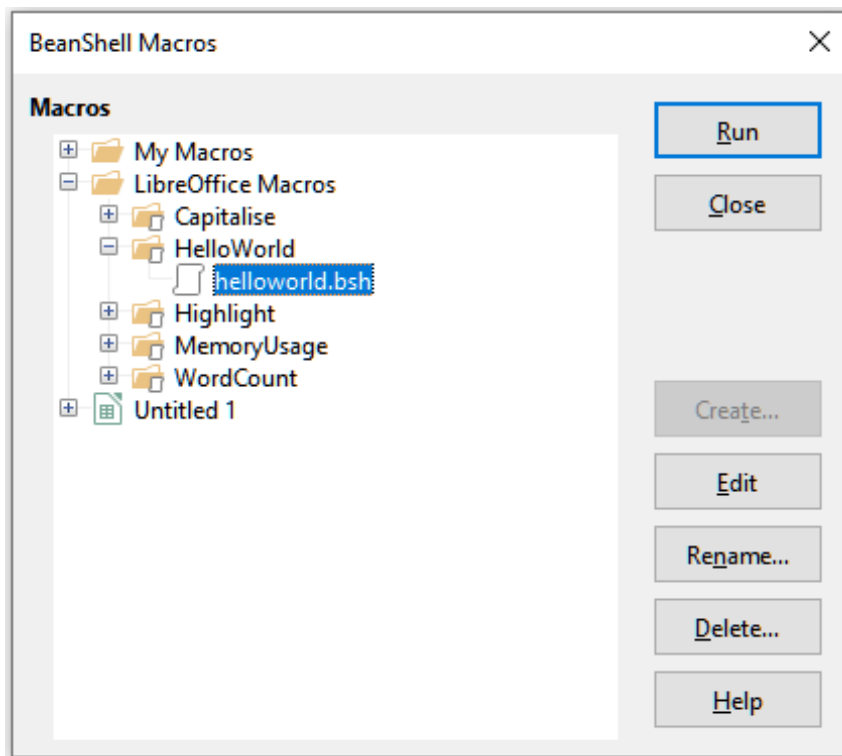 BeanShell Macros
Macros
My Macros
LibreOffice Macros
Capitalise
HelloWorld
helloworld.bsh
Highlight
MemoryUsage
WordCount
Untitled 1
Run
Close
Create...
Edit
Rename...
Delete...
Help